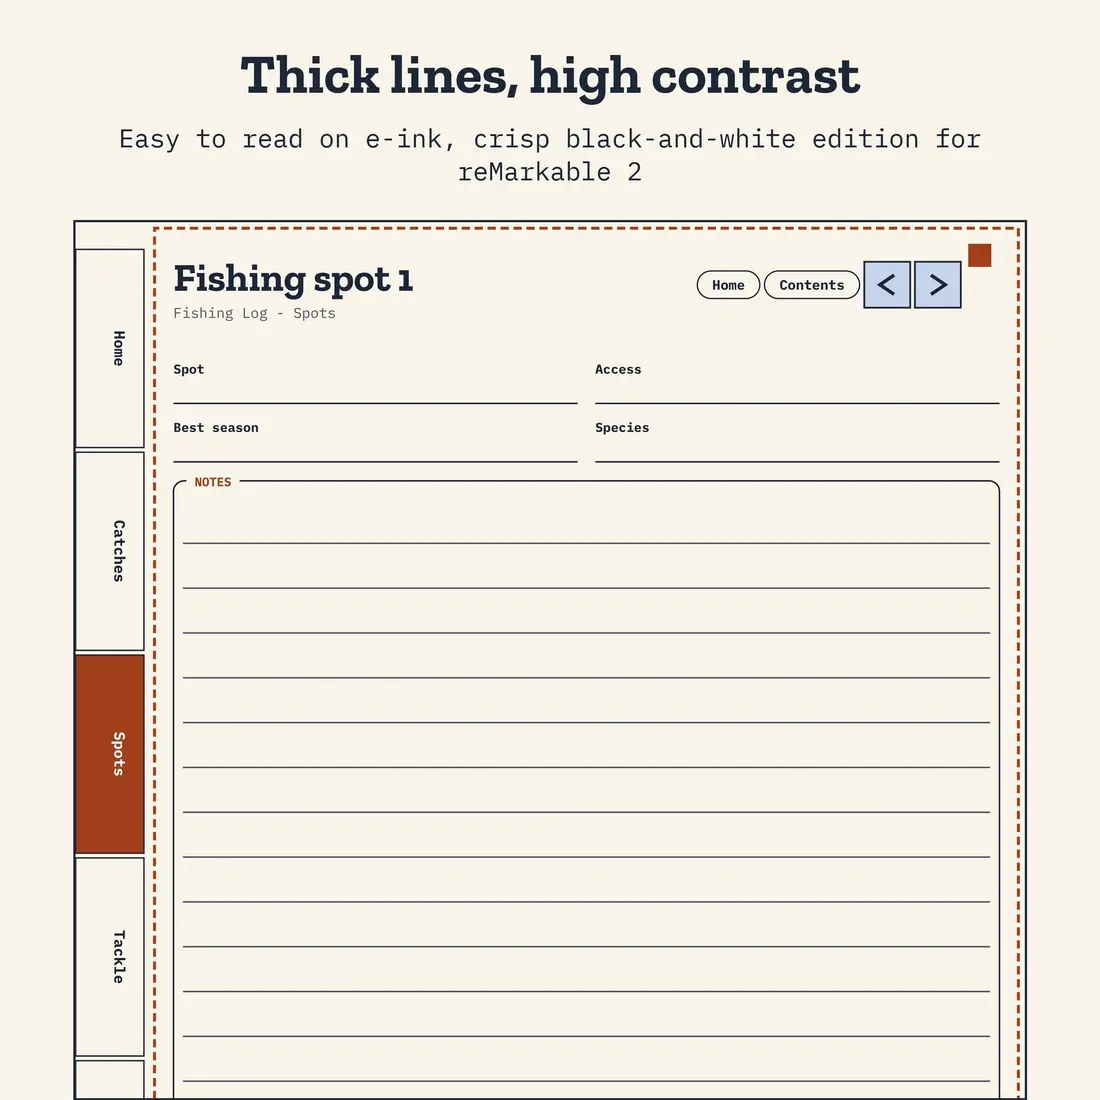 Thick lines, high contrast
Easy to read on e-ink, crisp black-and-white edition for
reMarkable 2
Fishing spot 1
Fishing Log - Spots
Home
Contents
<
>
Spot
Access
Best season
Species
NOTES
Home
Catches
Spots
Tackle